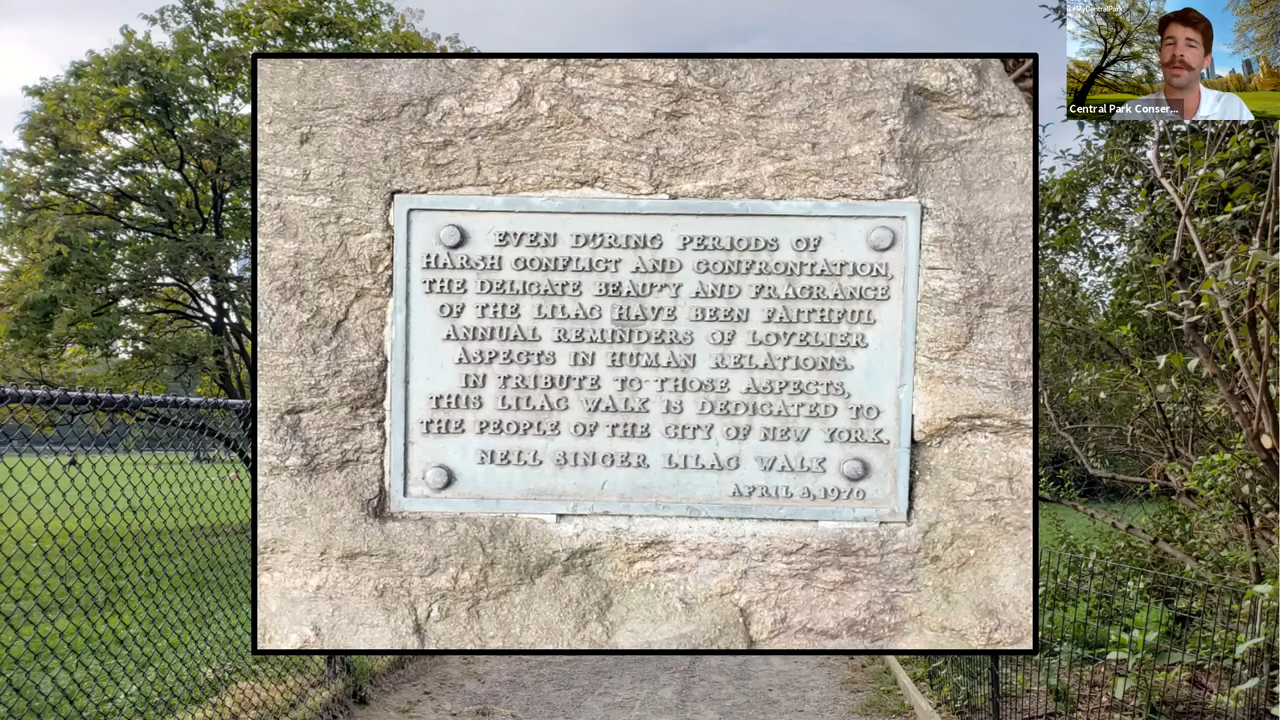 #MyCentralPark
Central Park Conser...
EVEN DURING PERIODS OF
HARSH CONFLICT AND CONFRONTATION,
THE DELICATE BEAUTY AND FRAGRANCE
OF THE LILAC HAVE BEEN FAITHFUL
ANNUAL REMINDERS OF LOVELIER
ASPECTS IN HUMAN RELATIONS.
IN TRIBUTE TO THOSE ASPECTS,
THIS LILAC WALK IS DEDICATED TO
THE PEOPLE OF THE CITY OF NEW YORK.
NELL SINGER LILAC WALK
APRIL 8, 1970